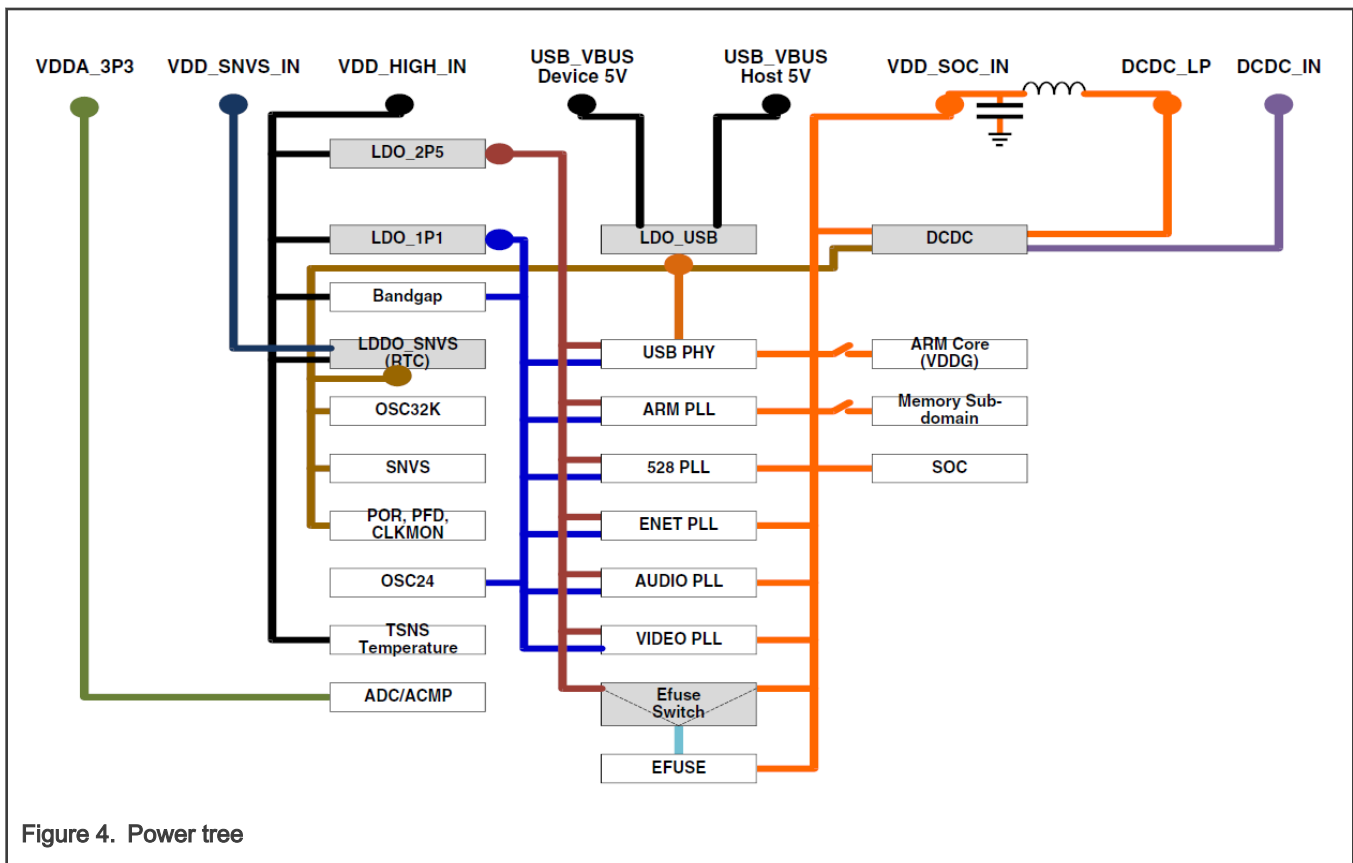 VDDA_3P3
VDD_SNVS_IN
VDD_HIGH_IN
USB_VBUS
Device 5V
USB_VBUS
Host 5V
VDD_SOC_IN
DCDC_LP
DCDC_IN
LDO_2P5
LDO_1P1
LDO_USB
DCDC
Bandgap
LDDO_SNVS
(RTC)
USB PHY
ARM Core
(VDDG)
OSC32K
ARM PLL
Memory Sub-
domain
SNVS
528 PLL
SOC
POR, PFD,
CLKMON
ENET PLL
OSC24
AUDIO PLL
TSNS
Temperature
VIDEO PLL
ADC/ACMP
Efuse
Switch
EFUSE
Figure 4. Power tree